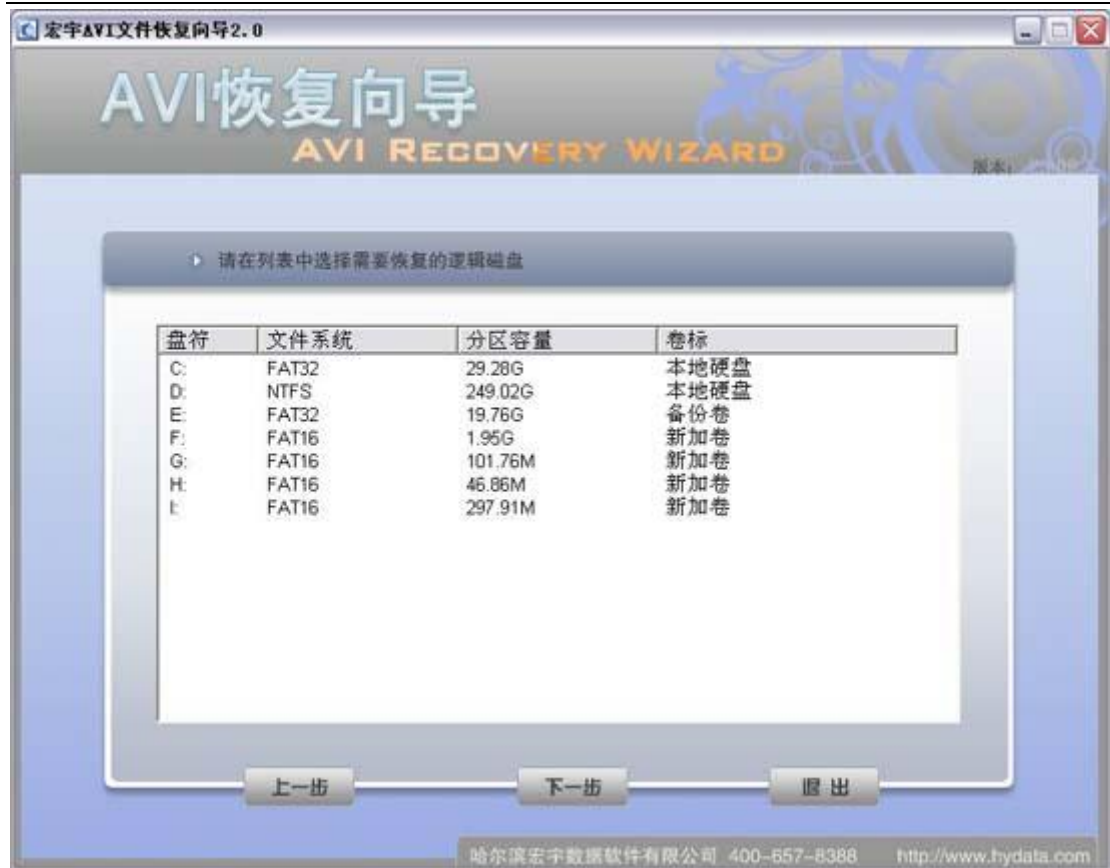 宏宇AVI文件恢复向导2.0
AVI恢复向导
AVI RECOVERY WIZARD
版本:
请在列表中选择需要恢复的逻辑磁盘
盘符 文件系统 分区容量 卷标
C: FAT32 29.28G 本地硬盘
D: NTFS 249.02G 本地硬盘
E: FAT32 19.76G 备份卷
F: FAT16 1.95G 新加卷
G: FAT16 101.76M 新加卷
H: FAT16 46.86M 新加卷
I: FAT16 297.91M 新加卷
上一步 下一步 退出
哈尔滨宏宇数据软件有限公司 400-657-8388 http://www.hydata.com